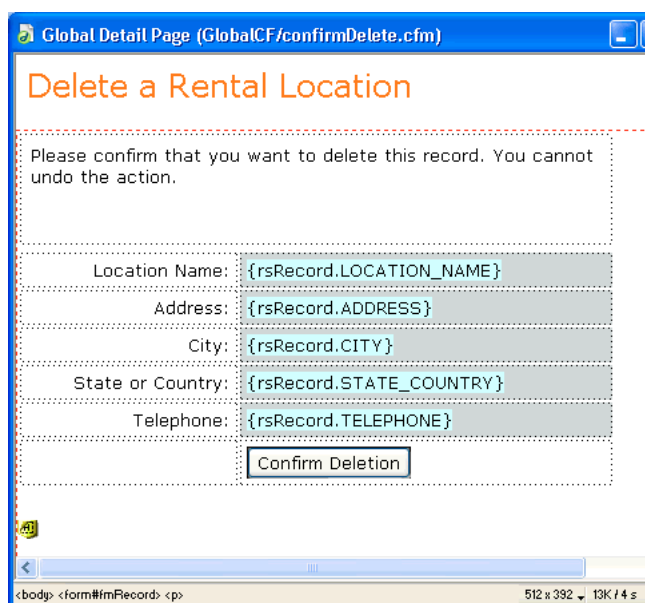 Global Detail Page (GlobalCF/confirmDelete.cfm)
Delete a Rental Location
Please confirm that you want to delete this record. You cannot
undo the action.
Location Name: {rsRecord.LOCATION_NAME}
Address: {rsRecord.ADDRESS}
City: {rsRecord.CITY}
State or Country: {rsRecord.STATE_COUNTRY}
Telephone: {rsRecord.TELEPHONE}
Confirm Deletion
<body> <form#fmRecord> <p> 512 x 392 13K / 4 s